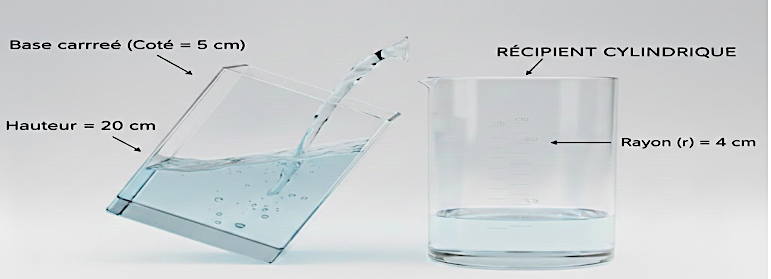 Base carrreé (Coté = 5 cm)
RÉCIPIENT CYLINDRIQUE
Hauteur = 20 cm
Rayon (r) = 4 cm